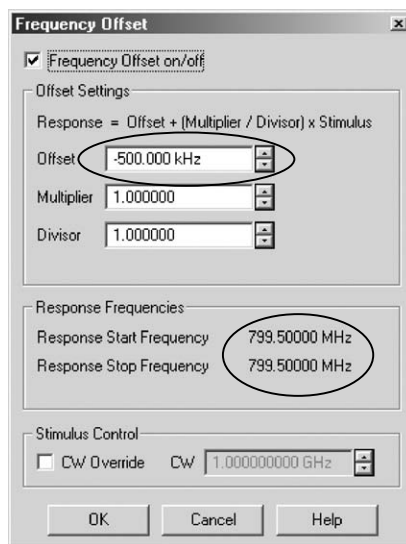 Frequency Offset
Frequency Offset on/off
Offset Settings
Response = Offset + (Multiplier / Divisor) x Stimulus
Offset -500.000 kHz
Multiplier 1.000000
Divisor 1.000000
Response Frequencies
Response Start Frequency 799.50000 MHz
Response Stop Frequency 799.50000 MHz
Stimulus Control
CW Override CW 1.000000000 GHz
OK Cancel Help